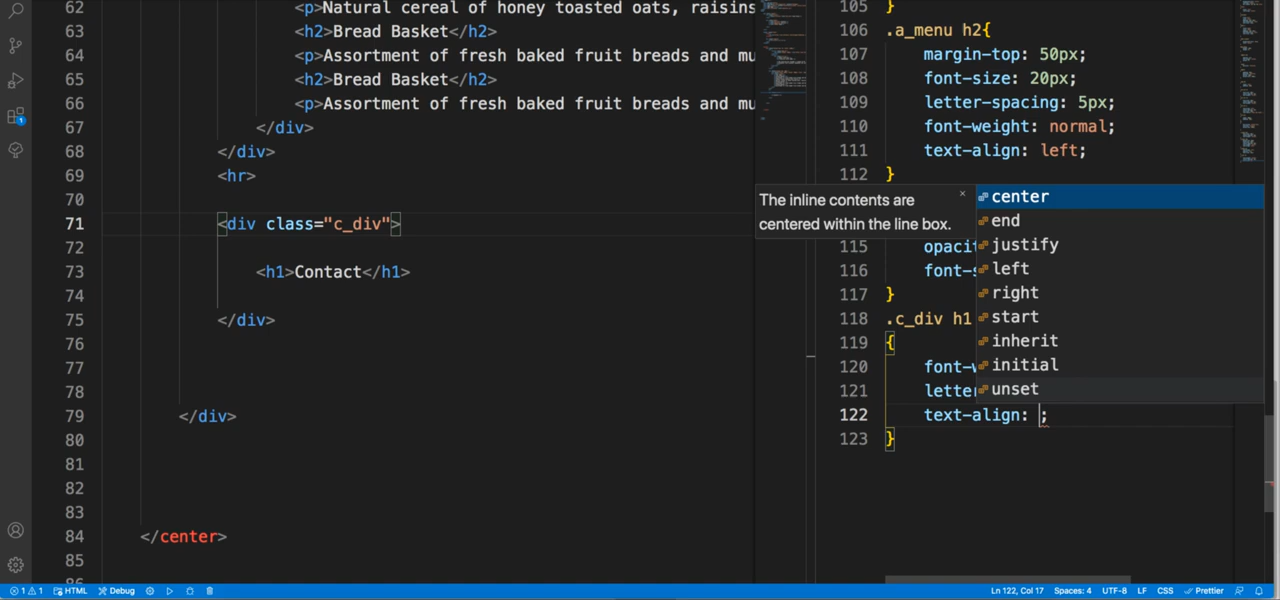 62 <p>Natural cereal of honey toasted oats, raisins
63 <h2>Bread Basket</h2>
64 <p>Assortment of fresh baked fruit breads and mu
65 <h2>Bread Basket</h2>
66 <p>Assortment of fresh baked fruit breads and mu
67 </div>
68 </div>
69 <hr>
70
71 <div class="c_div">
72
73 <h1>Contact</h1>
74
75 </div>
76
77
78
79 </div>
80
81
82
83
84 </center>
85
86
105 }
106 .a_menu h2{
107 margin-top: 50px;
108 font-size: 20px;
109 letter-spacing: 5px;
110 font-weight: normal;
111 text-align: left;
112 }
The inline contents are
centered within the line box.
×
center
end
justify
left
right
start
inherit
initial
unset
115 opacit
116 font-s
117 }
118 .c_div h1
119 {
120 font-w
121 letter
122 text-align: ;
123 }
1
1 1 HTML Debug Ln 122, Col 17 Spaces: 4 UTF-8 LF CSS Prettier